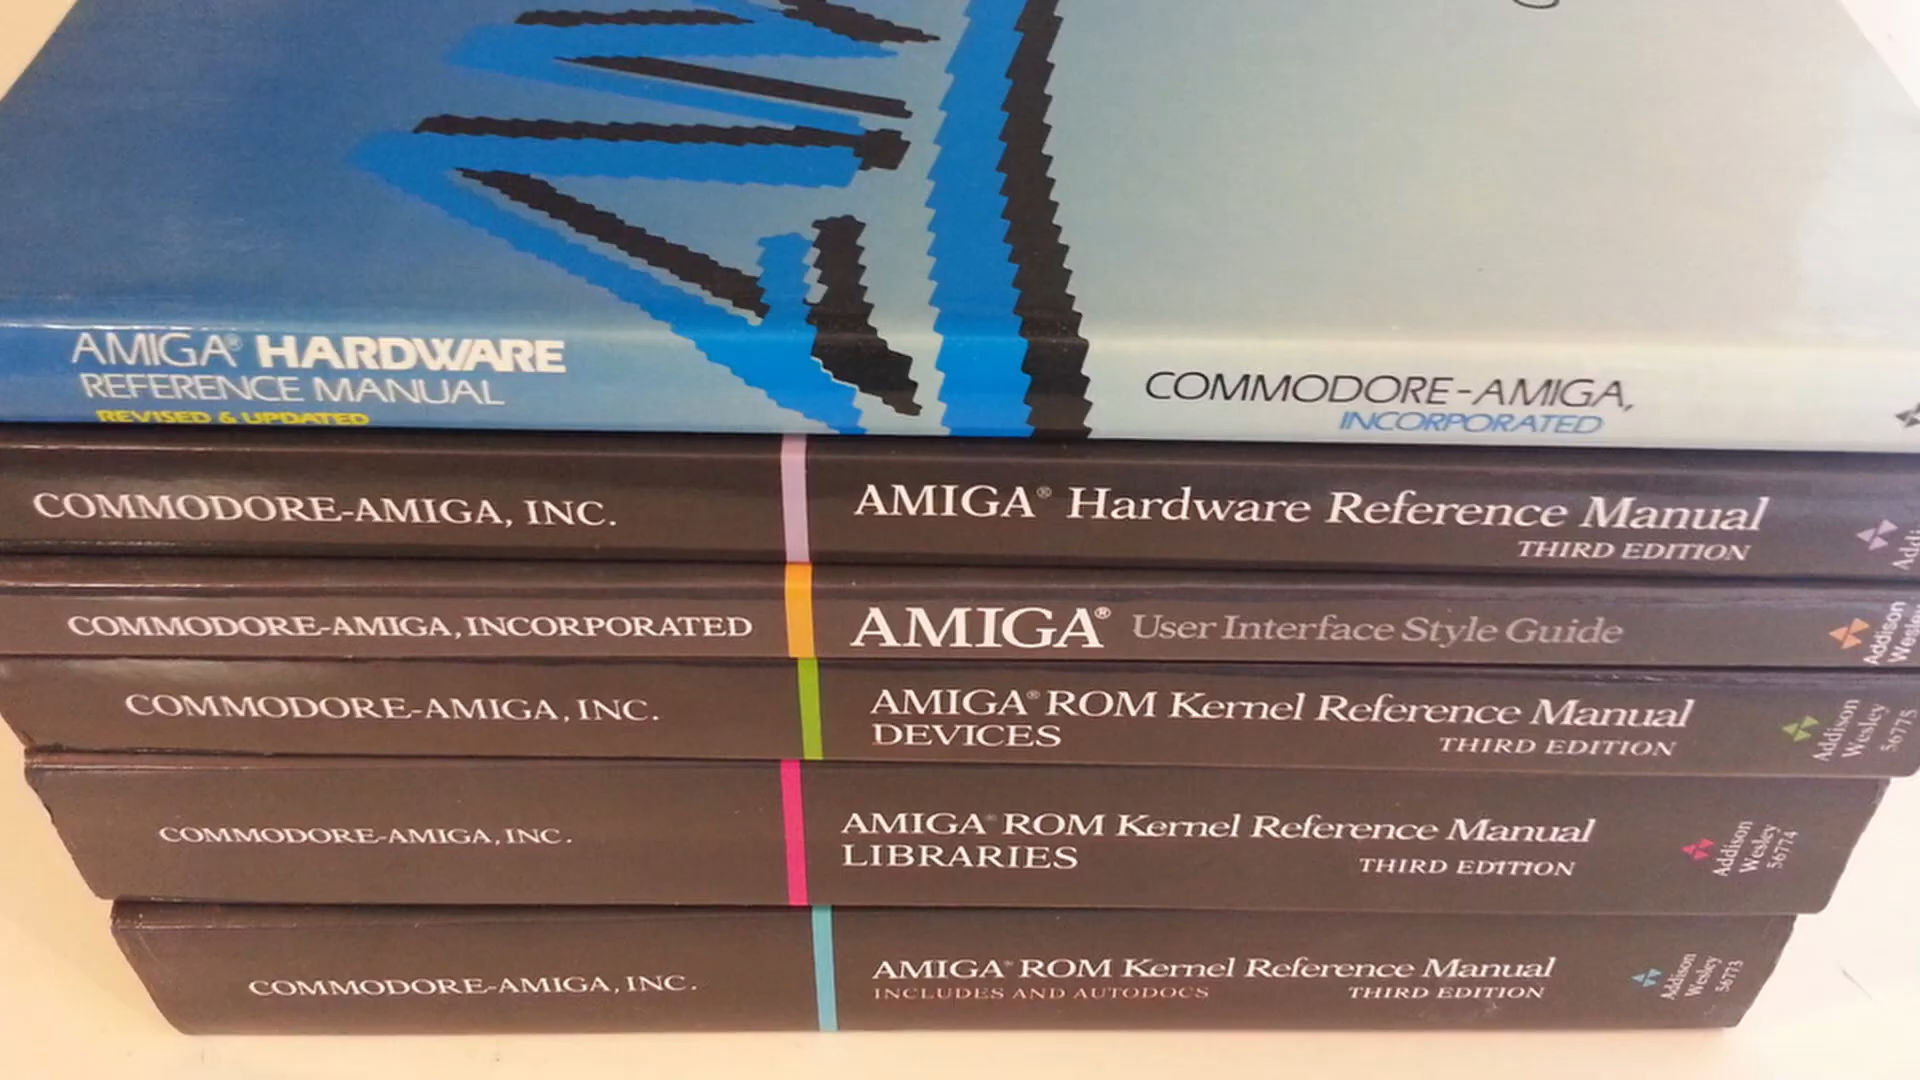 AMIGA® HARDWARE
REFERENCE MANUAL
REVISED & UPDATED
COMMODORE-AMIGA,
INCORPORATED
COMMODORE-AMIGA, INC.
AMIGA® Hardware Reference Manual
THIRD EDITION
COMMODORE-AMIGA, INCORPORATED
AMIGA® User Interface Style Guide
Addison
COMMODORE-AMIGA, INC.
AMIGA® ROM Kernel Reference Manual
DEVICES
THIRD EDITION
Addison
Wesley
56775
COMMODORE-AMIGA, INC.
AMIGA® ROM Kernel Reference Manual
LIBRARIES
THIRD EDITION
Addison
Wesley
56774
COMMODORE-AMIGA, INC.
AMIGA® ROM Kernel Reference Manual
INCLUDES AND AUTODOCS
THIRD EDITION
Addison
Wesley
56773